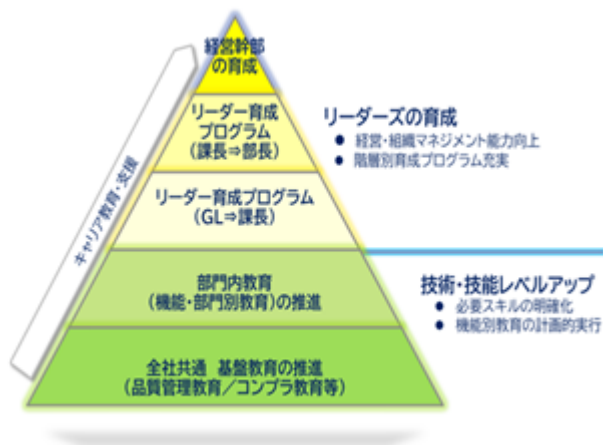 経営幹部
の育成
リーダー育成
プログラム
(課長⇒部長)
リーダー育成プログラム
(GL⇒課長)
部門内教育
(機能・部門別教育)の推進
全社共通 基盤教育の推進
(品質管理教育/コンプラ教育等)
キャリア教育・支援
リーダーズの育成
● 経営・組織マネジメント能力向上
● 階層別育成プログラム充実
技術・技能レベルアップ
● 必要スキルの明確化
● 機能別教育の計画的実行